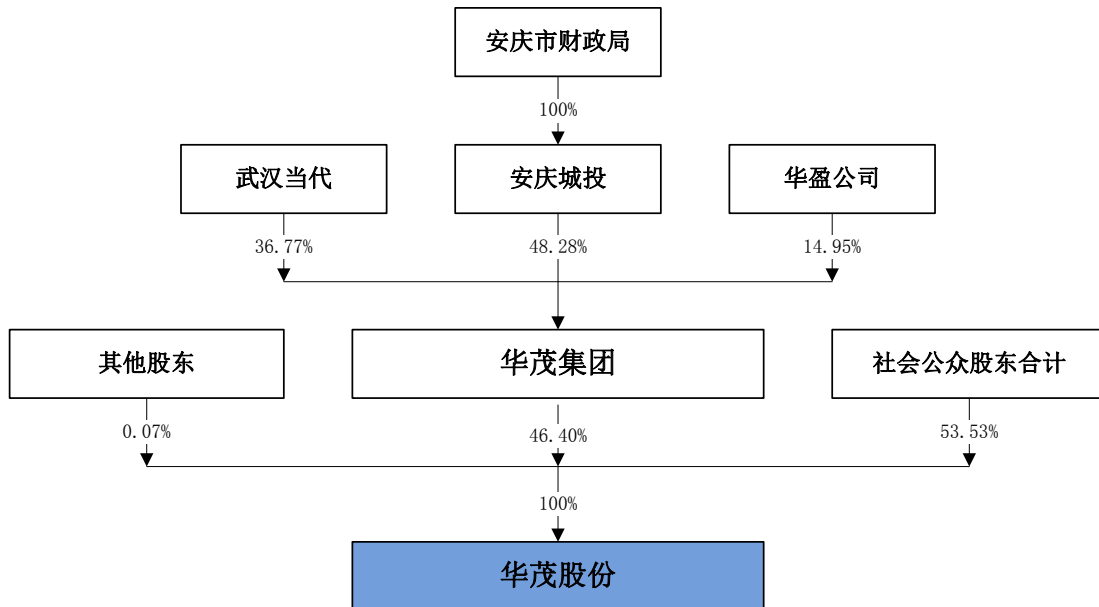 安庆市财政局
100%
武汉当代
安庆城投
华盈公司
36.77%
48.28%
14.95%
其他股东
华茂集团
社会公众股东合计
0.07%
46.40%
53.53%
100%
华茂股份